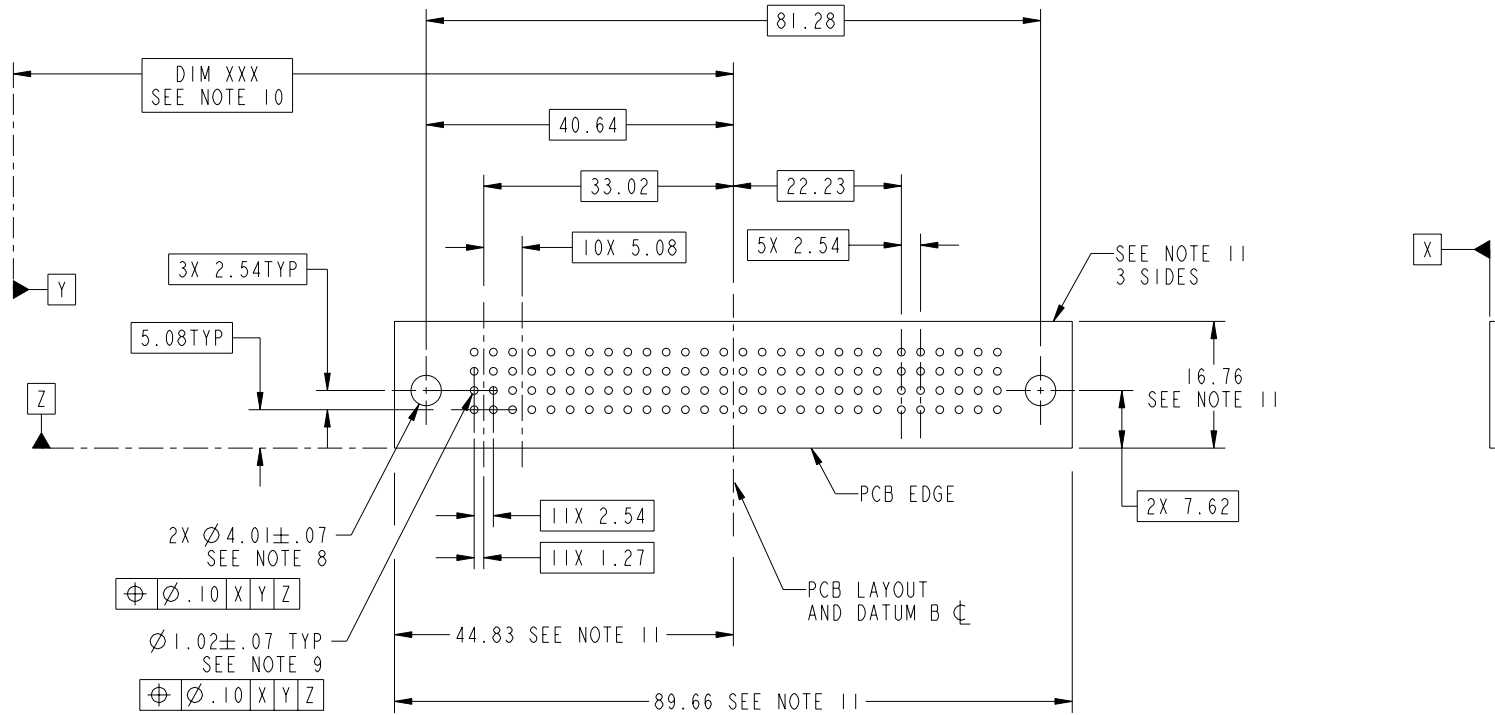 81.28
DIM XXX
SEE NOTE 10
40.64
33.02
22.23
10X 5.08
5X 2.54
3X 2.54TYP
SEE NOTE 11
3 SIDES
X
Y
5.08TYP
16.76
SEE NOTE 11
Z
PCB EDGE
2X 7.62
11X 2.54
2X Ø4.01±.07
SEE NOTE 8
11X 1.27
⌖ Ø.10 X Y Z
PCB LAYOUT
AND DATUM B ℄
Ø1.02±.07 TYP
SEE NOTE 9
44.83 SEE NOTE 11
⌖ Ø.10 X Y Z
89.66 SEE NOTE 11